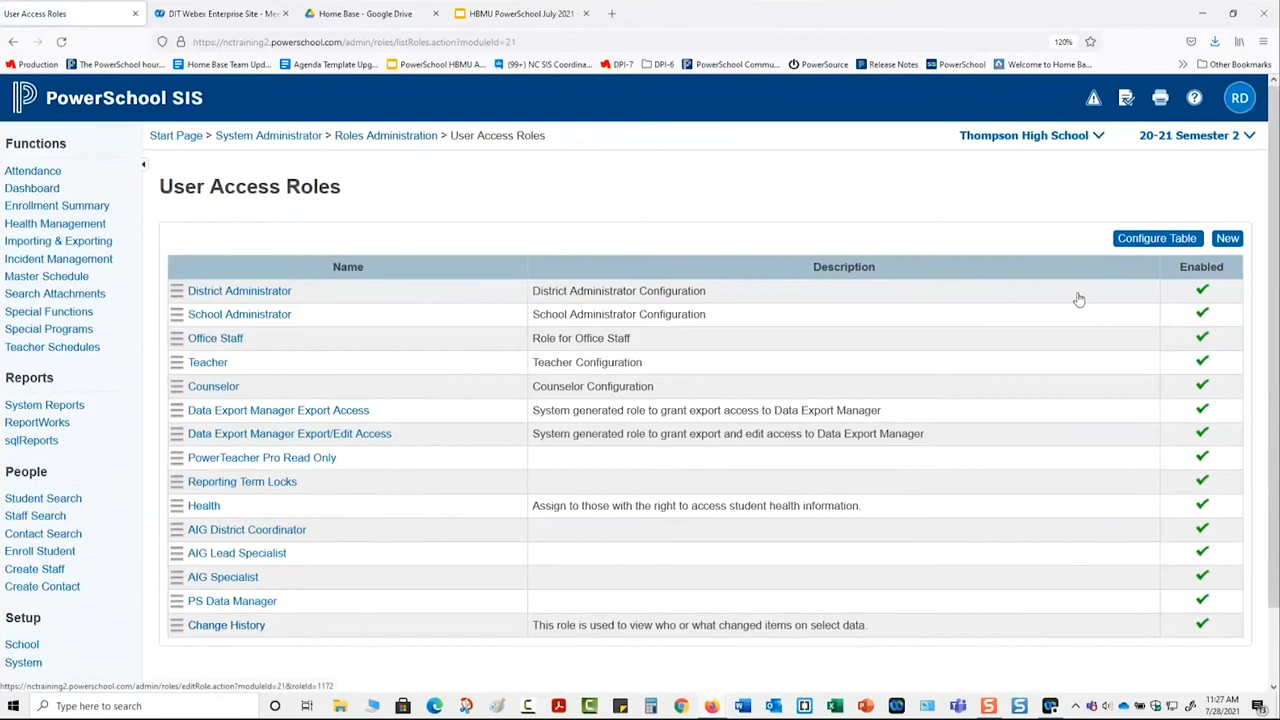 User Access Roles
DIT Webex Enterprise Site - Me
Home Base - Google Drive
HBMU PowerSchool July 2021
https://nctraining2.powerschool.com/admin/roles/listRoles.action?moduleId=21
120%
Production
The PowerSchool hour...
Home Base Team Upd...
Agenda Template Upg...
PowerSchool HBMU A...
(99+) NC SIS Coordina...
DPI-7
DPI-6
PowerSchool Commu...
PowerSource
Release Notes
PowerSchool
Welcome to Home Ba...
Other Bookmarks
PowerSchool SIS
RD
Start Page > System Administrator > Roles Administration > User Access Roles
Thompson High School
20-21 Semester 2
Functions
Attendance
Dashboard
Enrollment Summary
Health Management
Importing & Exporting
Incident Management
Master Schedule
Search Attachments
Special Functions
Special Programs
Teacher Schedules
Reports
System Reports
ReportWorks
sqlReports
People
Student Search
Staff Search
Contact Search
Enroll Student
Create Staff
Create Contact
Setup
School
System
User Access Roles
Configure Table New
Name Description Enabled
District Administrator District Administrator Configuration
School Administrator School Administrator Configuration
Office Staff Role for Office Staff
Teacher Teacher Configuration
Counselor Counselor Configuration
Data Export Manager Export Access System generated role to grant export access to Data Export Manager
Data Export Manager Export/Edit Access System generated role to grant export and edit access to Data Export Manager
PowerTeacher Pro Read Only
Reporting Term Locks
Health Assign to those with the right to access student health information.
AIG District Coordinator
AIG Lead Specialist
AIG Specialist
PS Data Manager
Change History This role is used to view who or what changed items on select data.
https://nctraining2.powerschool.com/admin/roles/editRole.action?moduleId=21&roleId=1172
Type here to search
11:27 AM
7/28/2021